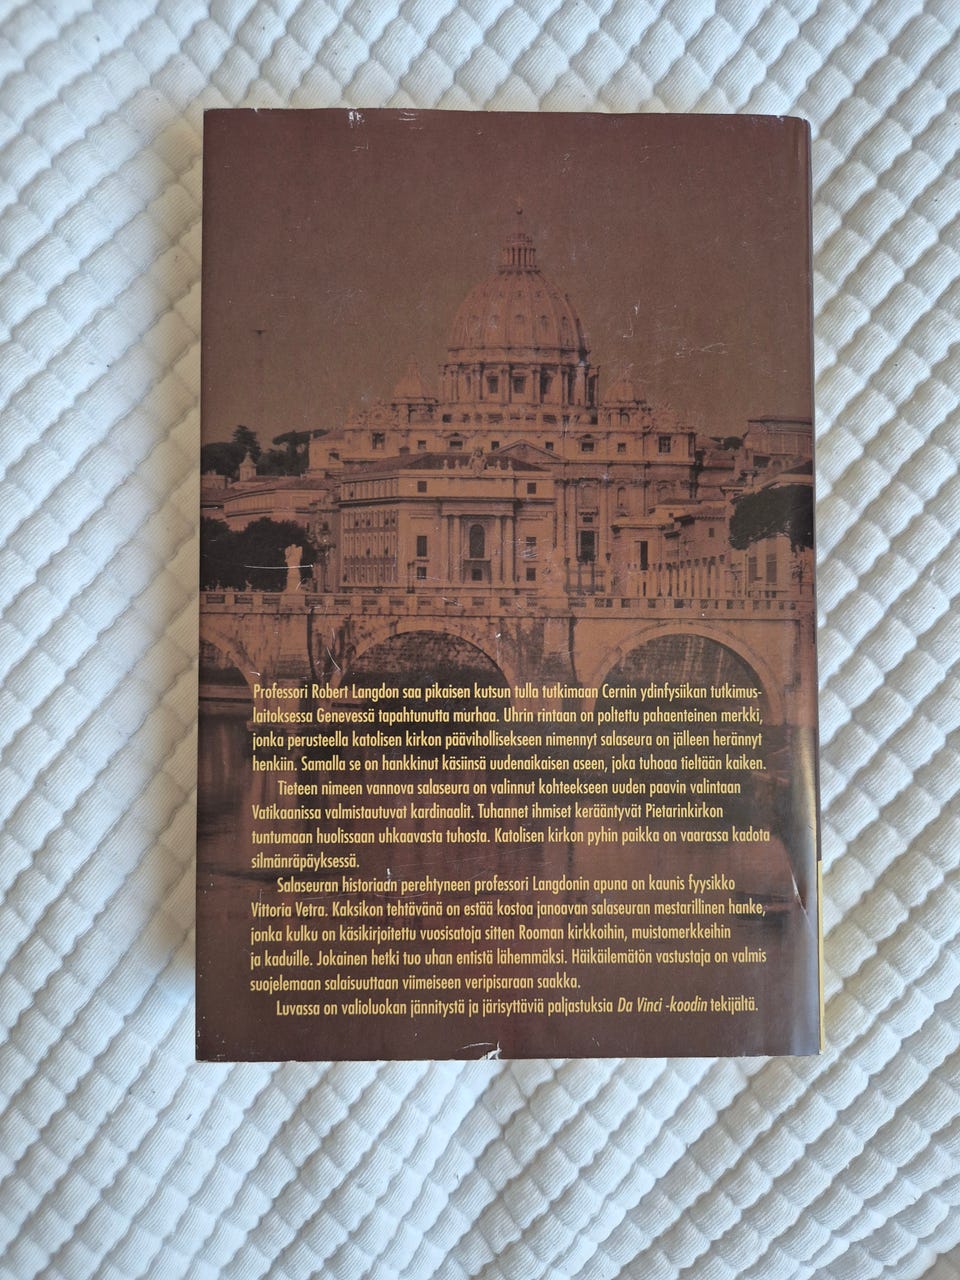 Professori Robert Langdon saa pikaisen kutsun tulla tutkimaan Cernin ydinfysiikan tutkimus-
laitoksessa Genevessä tapahtunutta murhaa. Uhrin rintaan on poltettu pahaenteinen merkki,
jonka perusteella katolisen kirkon päävihollisekseen nimennyt salaseura on jälleen herännyt
henkiin. Samalla se on hankkinut käsiinsä uudenaikaisen aseen, joka tuhoaa tieltään kaiken.
Tieteen nimeen vannova salaseura on valinnut kohteekseen uuden paavin valintaan
Vatikaanissa valmistautuvat kardinaalit. Tuhannet ihmiset kerääntyvät Pietarinkirkon
tuntumaan huolissaan uhkaavasta tuhosta. Katolisen kirkon pyhin paikka on vaarassa kadota
silmänräpäyksessä.
Salaseuran historiaan perehtyneen professori Langdonin apuna on kaunis fyysikko
Vittoria Vetra. Kaksikon tehtävänä on estää kostoa janoavan salaseuran mestarillinen hanke,
jonka kulku on käsikirjoitettu vuosisatoja sitten Rooman kirkkoihin, muistomerkkeihin
ja kaduille. Jokainen hetki tuo uhan entistä lähemmäksi. Häikäilemätön vastustaja on valmis
suojelemaan salaisuuttaan viimeiseen veripisaraan saakka.
Luvassa on valioluokan jännitystä ja järisyttäviä paljastuksia Da Vinci -koodin tekijältä.